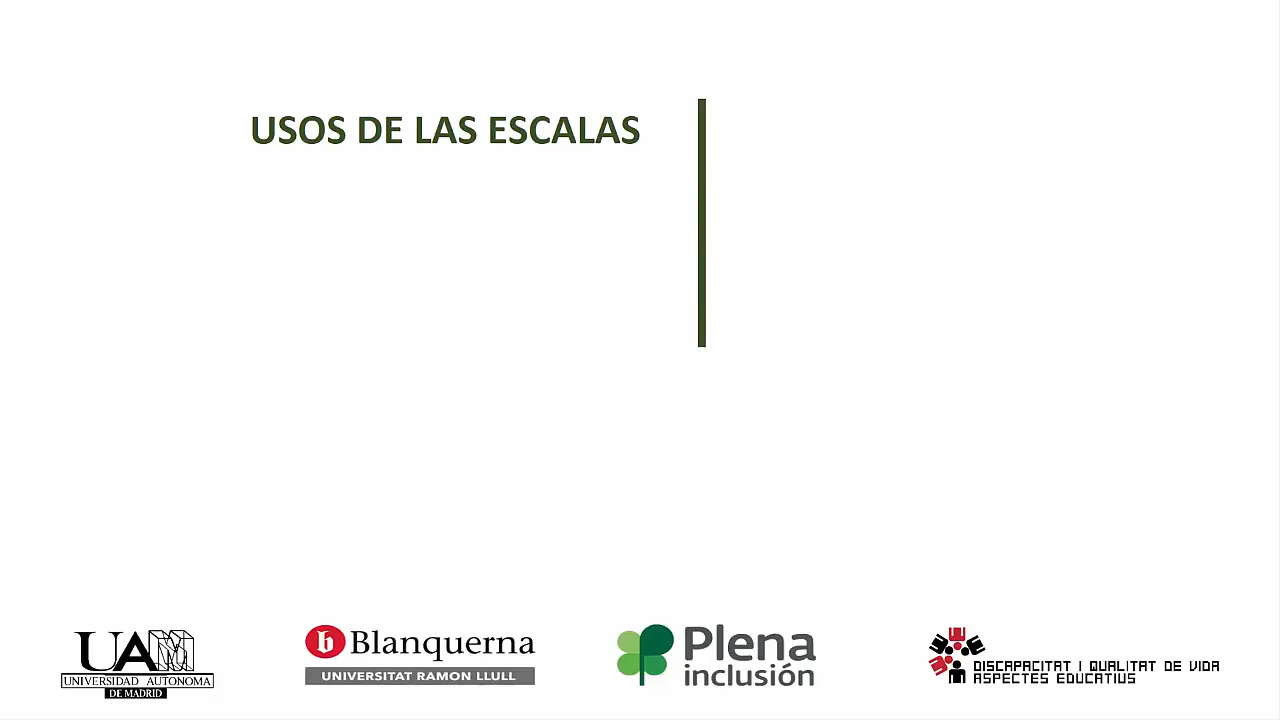 USOS DE LAS ESCALAS
UAM
UNIVERSIDAD AUTONOMA
DE MADRID
b Blanquerna
UNIVERSITAT RAMON LLULL
Plena
inclusión
DISCAPACITAT I QUALITAT DE VIDA
ASPECTES EDUCATIUS